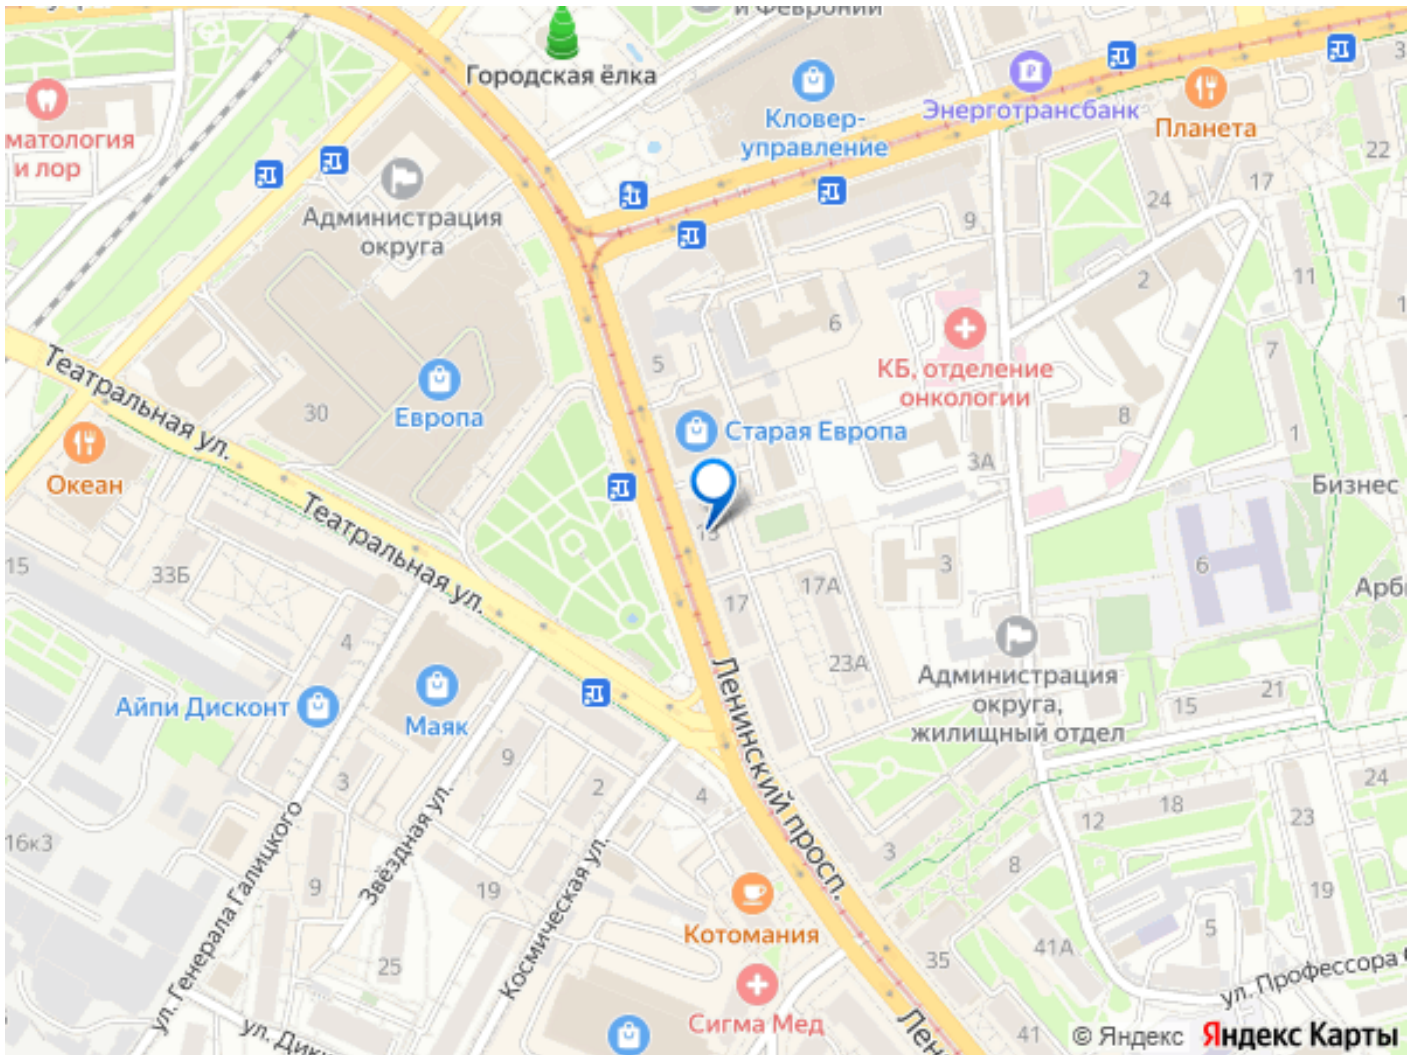 и Февронии
Городская ёлка
Кловер-
управление
Энерготрансбанк
Планета
22
матология
и лор
Администрация
округа
24
17
9
2
11
6
КБ, отделение
онкологии
7
5
8
Театральная ул.
30
Европа
Старая Европа
1
3А
Океан
Бизнес
Театральная ул.
13
15
33Б
3
6
17А
17
Арб
4
23А
Администрация
округа,
жилищный отдел
21
15
Айпи Дисконт
Маяк
Ленинский просп.
9
2
3
4
24
18
12
23
16к3
Звёздная ул.
ул. Генерала Галицкого
Космическая ул.
3
8
9
19
19
Котомания
5
41А
35
25
ул. Профессора
Сигма Мед
41
Лен
© Яндекс
Яндекс Карты